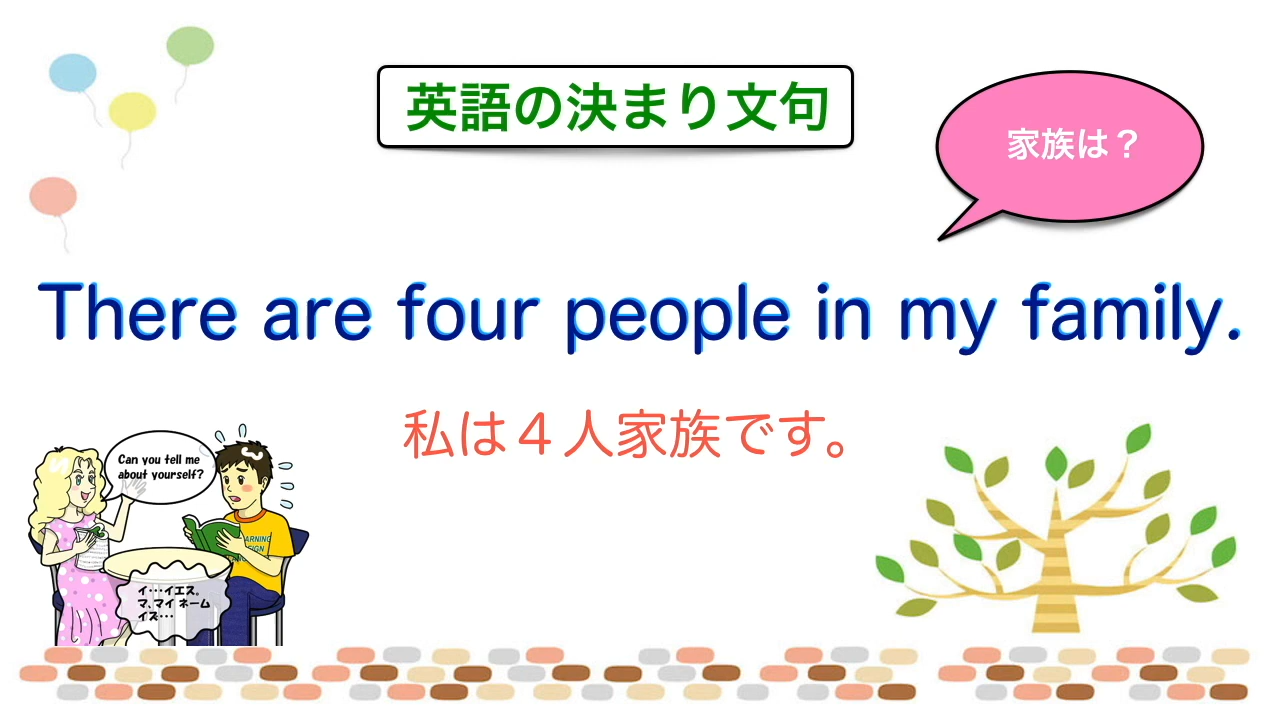 英語の決まり文句
家族は？
There are four people in my family.
私は４人家族です。
Can you tell me
about yourself?
イ･･･イエス。
マ､マイ ネーム
イズ･･･